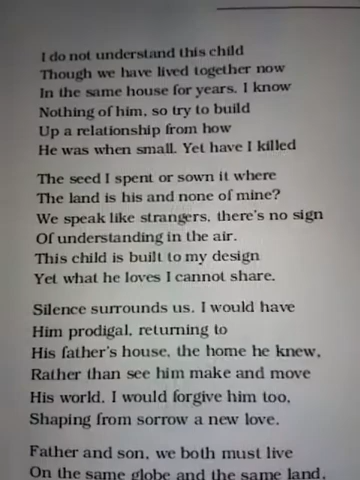 I do not understand this child
Though we have lived together now
In the same house for years. I know
Nothing of him, so try to build
Up a relationship from how
He was when small. Yet have I killed
The seed I spent or sown it where
The land is his and none of mine?
We speak like strangers, there's no sign
Of understanding in the air.
This child is built to my design
Yet what he loves I cannot share.
Silence surrounds us. I would have
Him prodigal, returning to
His father's house, the home he knew,
Rather than see him make and move
His world. I would forgive him too,
Shaping from sorrow a new love.
Father and son, we both must live
On the same globe and the same land,